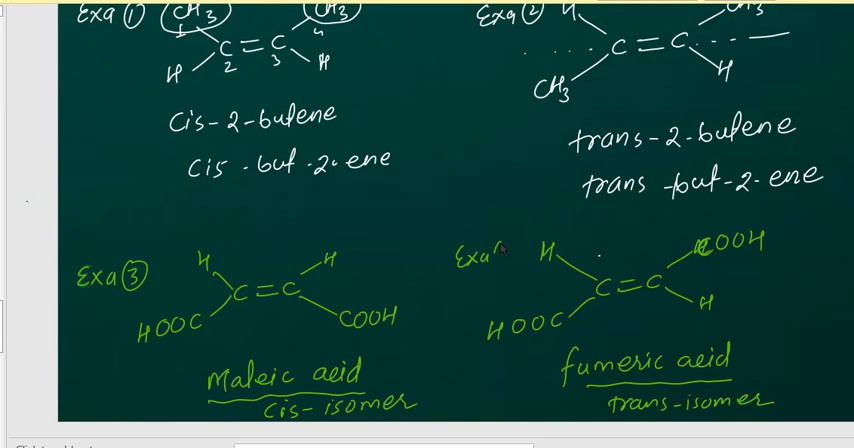 Exa ① CH3 CH3
1 4
C = C
H 2 3 H
cis-2-butene
cis-but-2-ene
Exa ② H CH3
C = C
CH3 H
trans-2-butene
trans-but-2-ene
Exa ③ H H
C = C
HOOC COOH
Maleic acid
cis-isomer
Exa H COOH
C = C
HOOC H
fumeric acid
trans-isomer